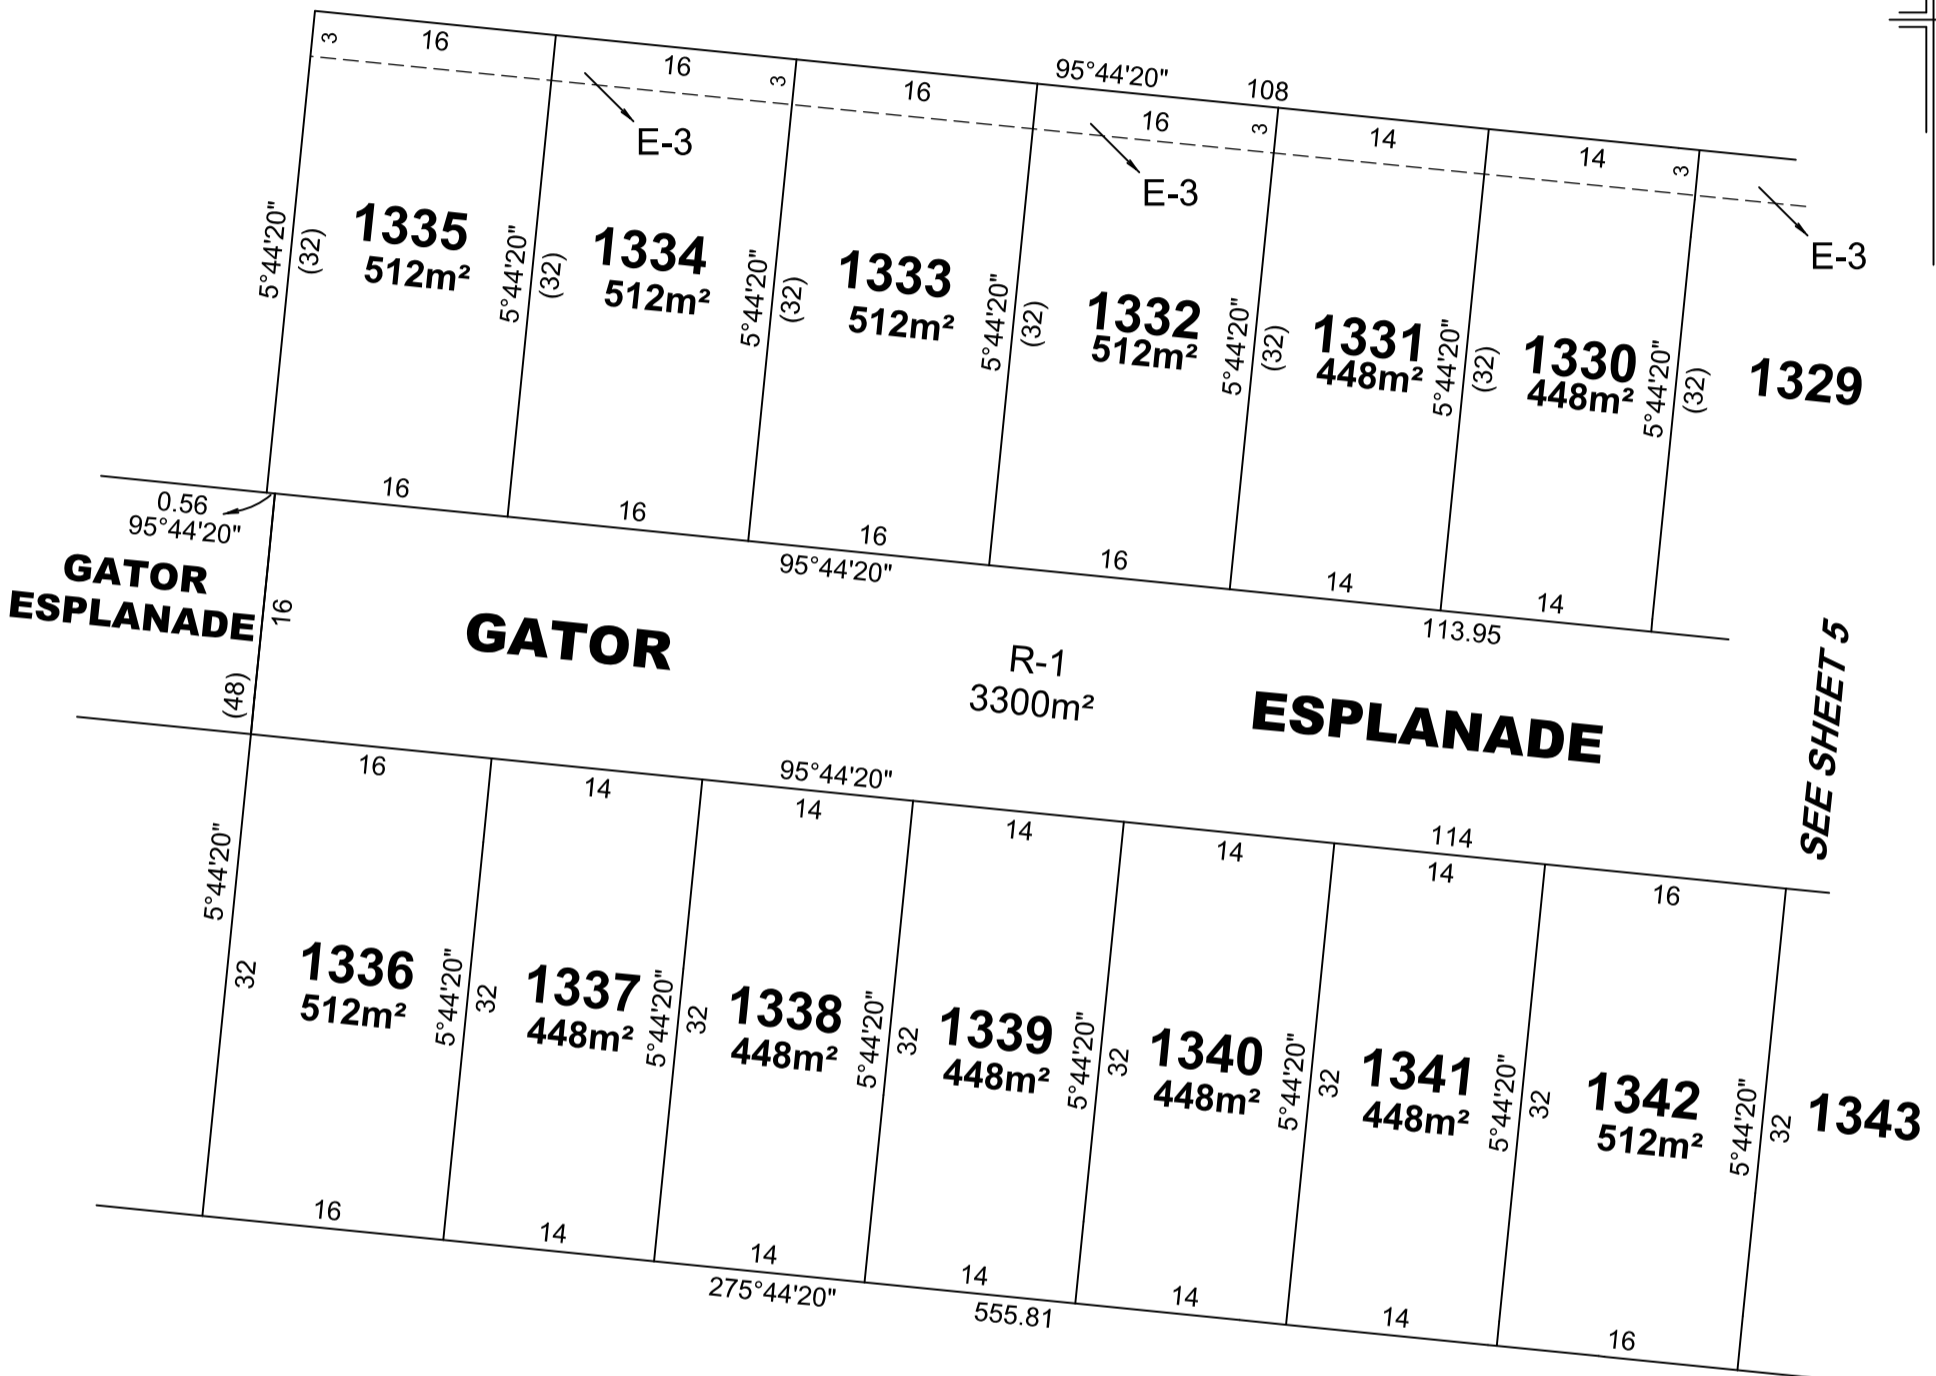 95°44'20" 108
3 16 16 3 16 16 3 14 14 3
E-3 E-3 E-3
5°44'20" (32) 1335 5°44'20" (32) 1334 5°44'20" (32) 1333 5°44'20" (32) 1332 5°44'20" (32) 1331 5°44'20" (32) 1330 5°44'20" (32) 1329
512m² 512m² 512m² 512m² 448m² 448m²
16 16 16 16 14 14
0.56
95°44'20"
95°44'20" 113.95
GATOR
ESPLANADE
16
(48)
GATOR ESPLANADE
R-1
3300m²
SEE SHEET 5
95°44'20" 114
16 14 14 14 14 14 16
5°44'20" 32 1336 5°44'20" 32 1337 5°44'20" 32 1338 5°44'20" 32 1339 5°44'20" 32 1340 5°44'20" 32 1341 5°44'20" 32 1342 5°44'20" 32 1343
512m² 448m² 448m² 448m² 448m² 448m² 512m²
16 14 14 14 14 14 16
275°44'20" 555.81